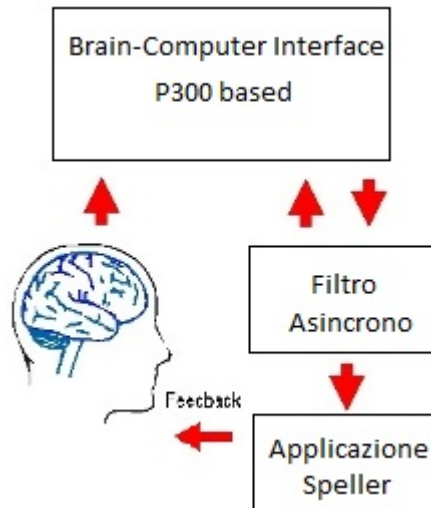 Brain-Computer Interface
P300 based
Filtro
Asincrono
Feedback
Applicazione
Speller